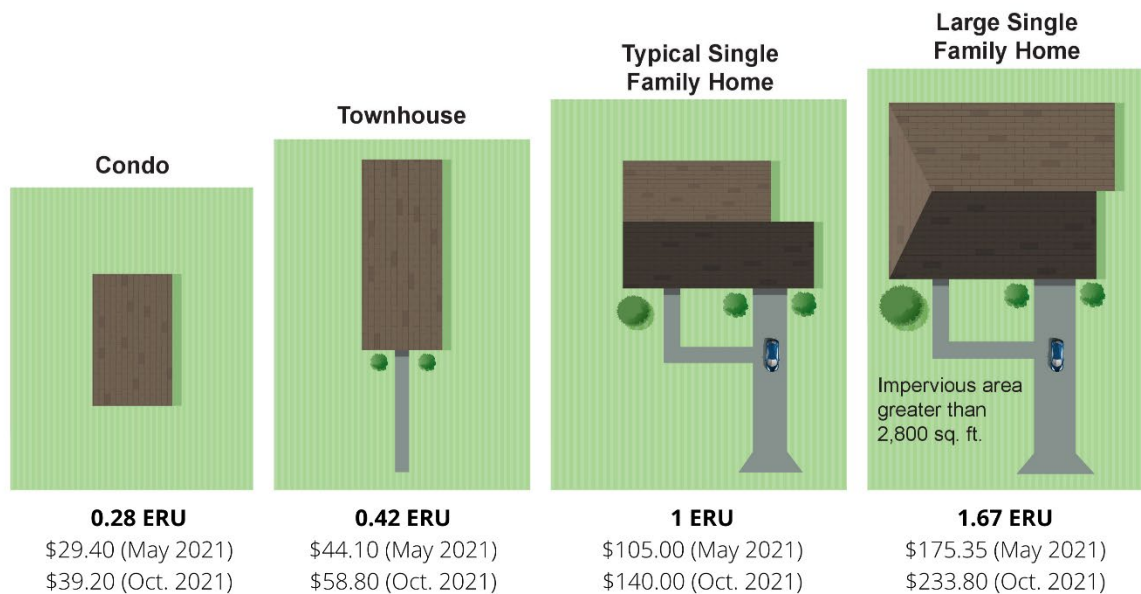 Condo
Townhouse
Typical Single
Family Home
Large Single
Family Home
Impervious area
greater than
2,800 sq. ft.
0.28 ERU
$29.40 (May 2021)
$39.20 (Oct. 2021)
0.42 ERU
$44.10 (May 2021)
$58.80 (Oct. 2021)
1 ERU
$105.00 (May 2021)
$140.00 (Oct. 2021)
1.67 ERU
$175.35 (May 2021)
$233.80 (Oct. 2021)